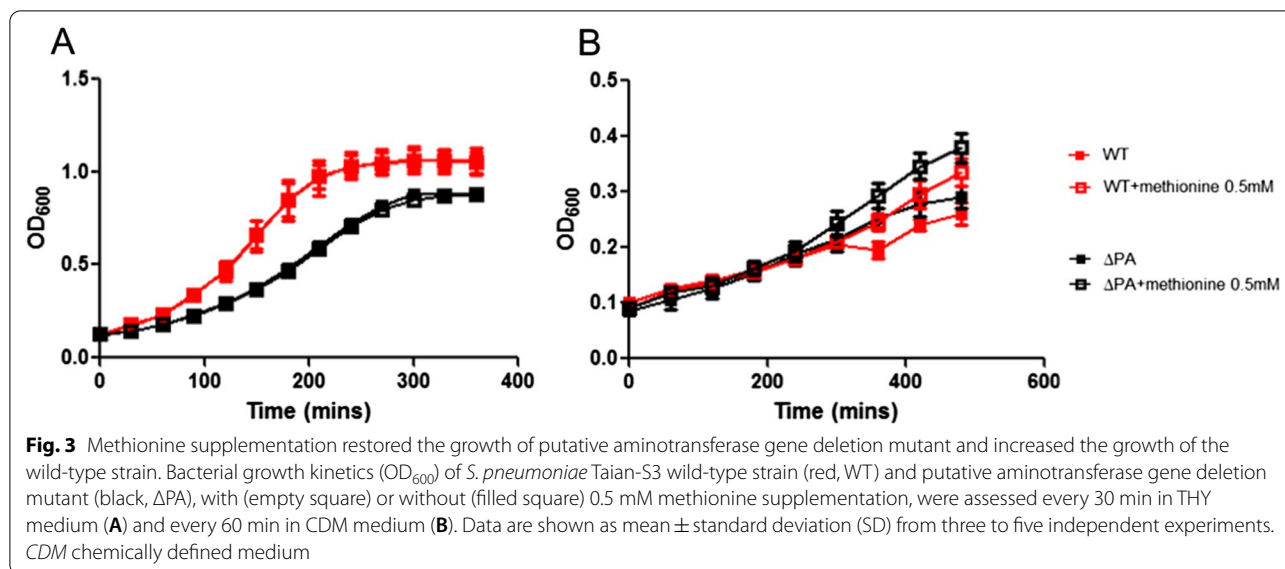 A
B
1.5
1.0
0.5
0.0
OD600
0
100
200
300
400
Time (mins)
0.5
0.4
0.3
0.2
0.1
0.0
OD600
0
200
400
600
Time (mins)
WT
WT+methionine 0.5mM
ΔPA
ΔPA+methionine 0.5mM
Fig. 3 Methionine supplementation restored the growth of putative aminotransferase gene deletion mutant and increased the growth of the
wild-type strain. Bacterial growth kinetics (OD600) of S. pneumoniae Taian-S3 wild-type strain (red, WT) and putative aminotransferase gene deletion
mutant (black, ΔPA), with (empty square) or without (filled square) 0.5 mM methionine supplementation, were assessed every 30 min in THY
medium (A) and every 60 min in CDM medium (B). Data are shown as mean ± standard deviation (SD) from three to five independent experiments.
CDM chemically defined medium